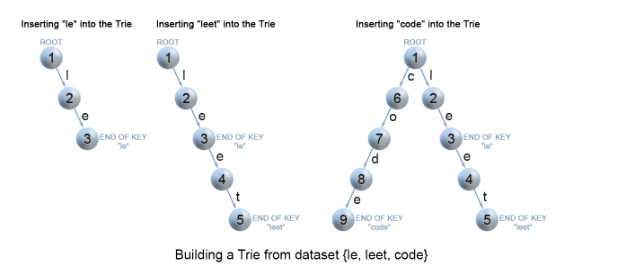 Inserting "le" into the Trie
ROOT
1
l
2
e
3 END OF KEY
"le"
Inserting "leet" into the Trie
ROOT
1
l
2
e
3 END OF KEY
"le"
e
4
t
5 END OF KEY
"leet"
Inserting "code" into the Trie
ROOT
1
c l
6 2
o e
7 3 END OF KEY
"le"
d e
8 4
e t
9 END OF KEY 5 END OF KEY
"code" "leet"
Building a Trie from dataset {le, leet, code}